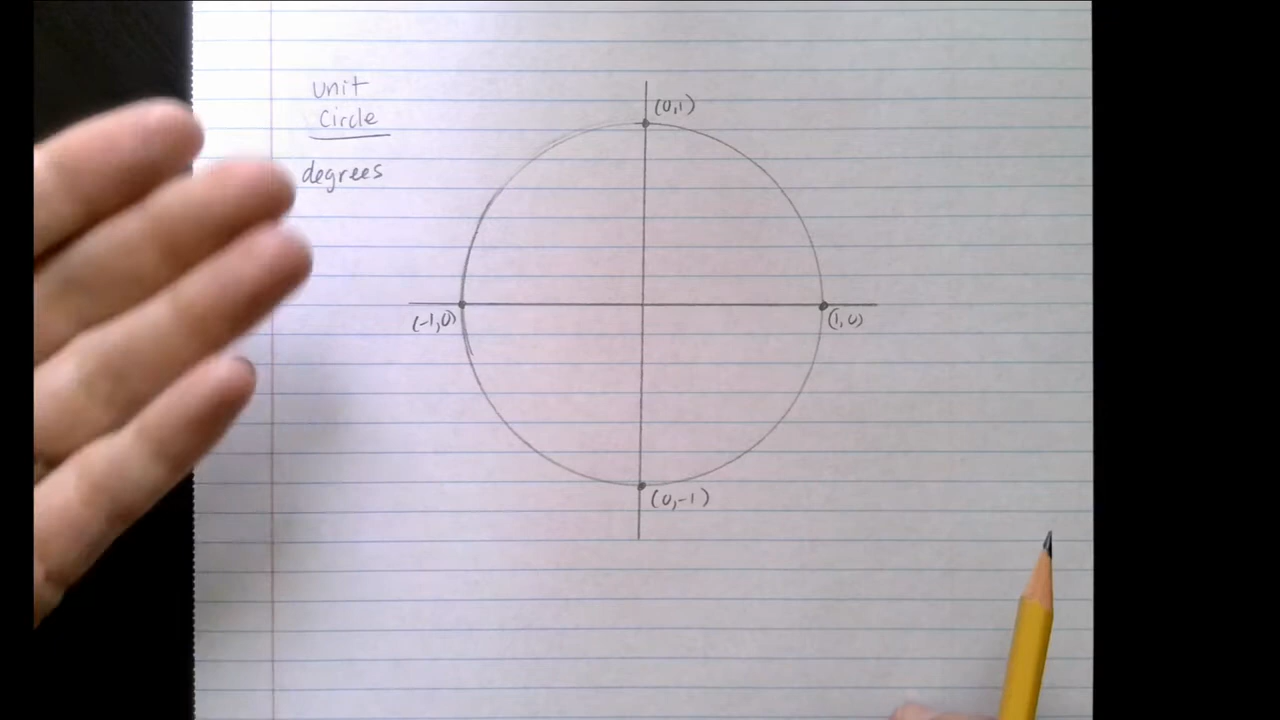 unit
circle
degrees
(0,1)
(-1,0)
(1,0)
(0,-1)